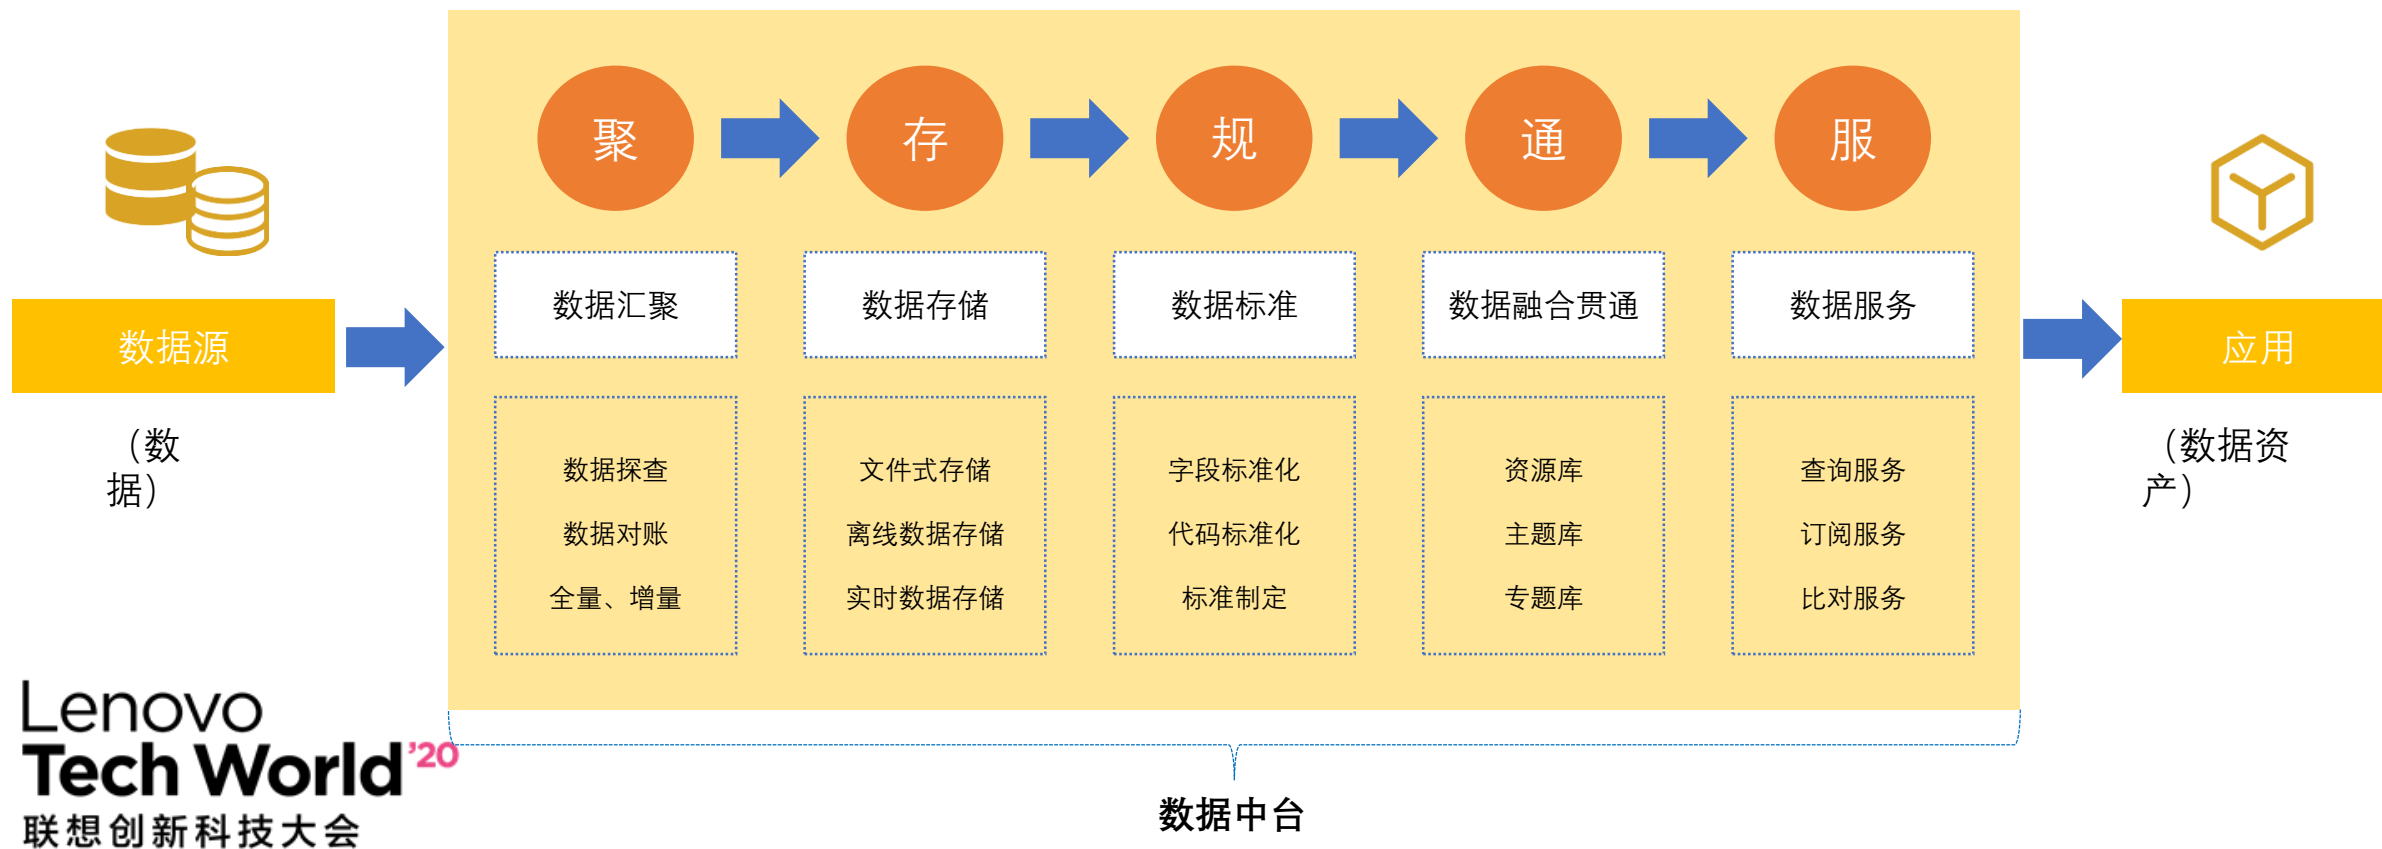 聚
存
规
通
服
数据汇聚
数据存储
数据标准
数据融合贯通
数据服务
数据源
应用
（数
据）
（数据资
产）
数据探查
数据对账
全量、增量
文件式存储
离线数据存储
实时数据存储
字段标准化
代码标准化
标准制定
资源库
主题库
专题库
查询服务
订阅服务
比对服务
Lenovo
Tech World '20
联想创新科技大会
数据中台